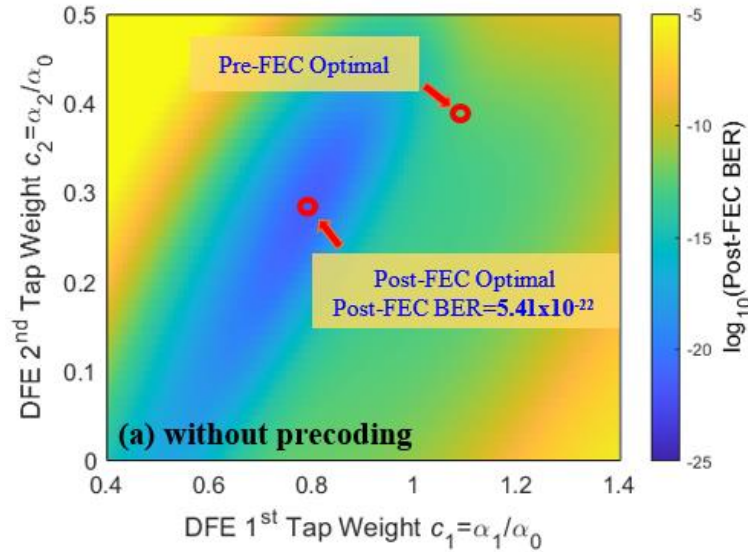 0.5
0.4
0.3
0.2
0.1
0
0.4
0.6
0.8
1
1.2
1.4
DFE 2nd Tap Weight c2=α2/α0
DFE 1st Tap Weight c1=α1/α0
Pre-FEC Optimal
Post-FEC Optimal
Post-FEC BER=5.41x10-22
(a) without precoding
-5
-10
-15
-20
-25
log10(Post-FEC BER)